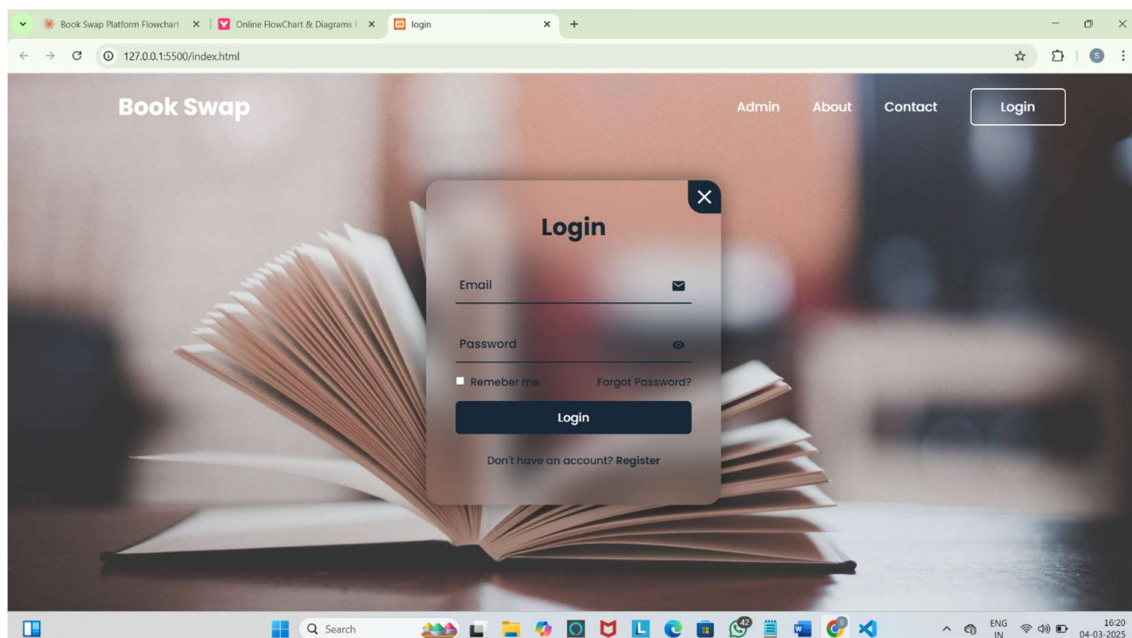 Book Swap Platform Flowchart
Online FlowChart & Diagrams E
login
127.0.0.1:5500/index.html
S
Book Swap
Admin About Contact Login
Login
Email
Password
Remeber me Forgot Password?
Login
Don't have an account? Register
Search
42
ENG
IN
16:20
04-03-2025